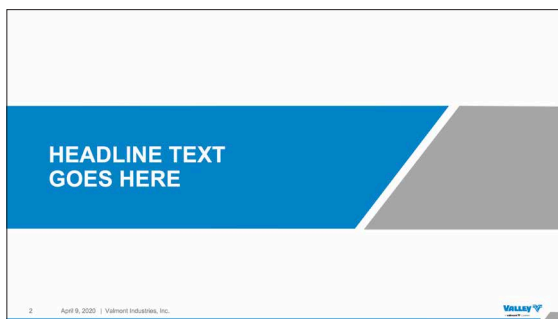 HEADLINE TEXT
GOES HERE
2 April 9, 2020 | Valmont Industries, Inc.
VALLEY